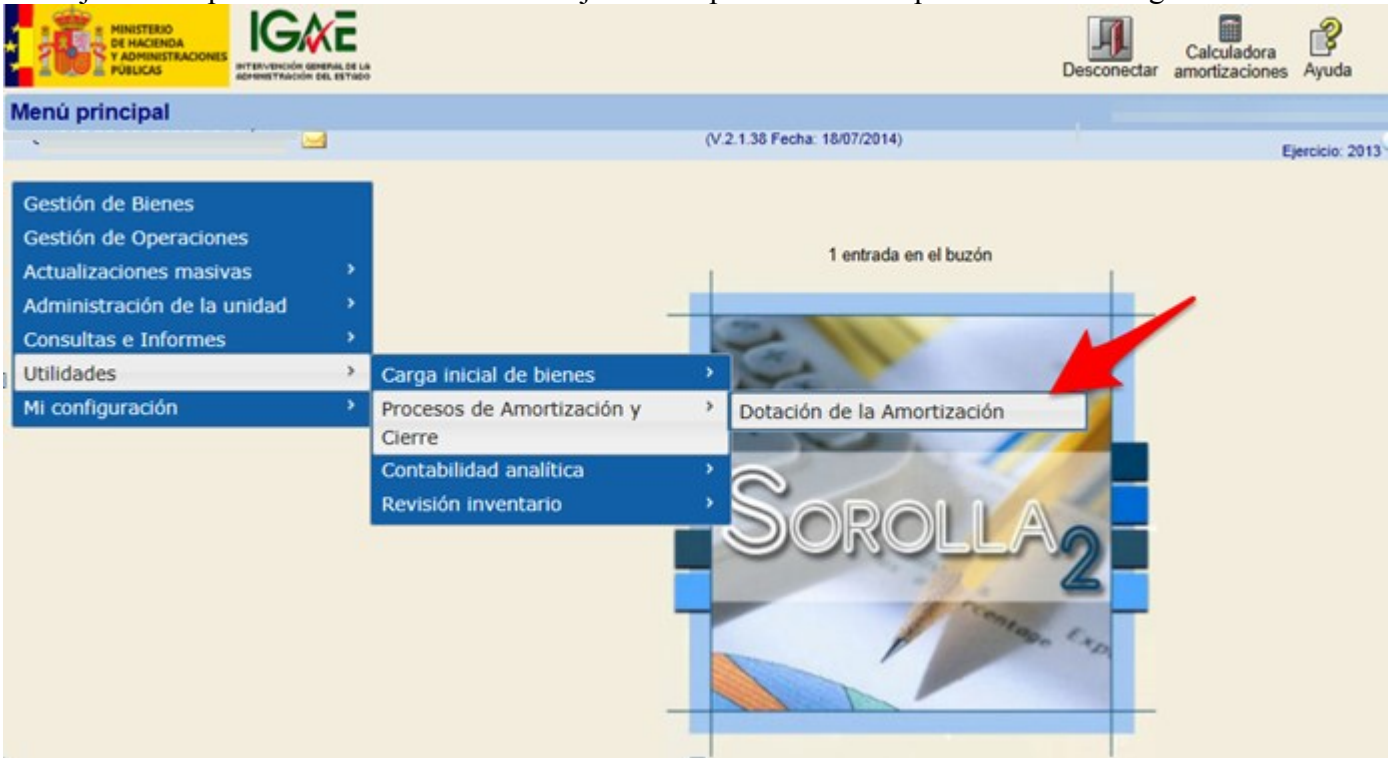 MINISTERIO
DE HACIENDA
Y ADMINISTRACIONES
PÚBLICAS
IGAE
INTERVENCIÓN GENERAL DE LA
ADMINISTRACIÓN DEL ESTADO
Desconectar
Calculadora
amortizaciones
Ayuda
Menú principal
(V.2.1.38 Fecha: 18/07/2014)
Ejercicio: 2013
Gestión de Bienes
Gestión de Operaciones
Actualizaciones masivas
Administración de la unidad
Consultas e Informes
Utilidades
Mi configuración
Carga inicial de bienes
Procesos de Amortización y
Cierre
Contabilidad analítica
Revisión inventario
Dotación de la Amortización
1 entrada en el buzón
SOROLLA2